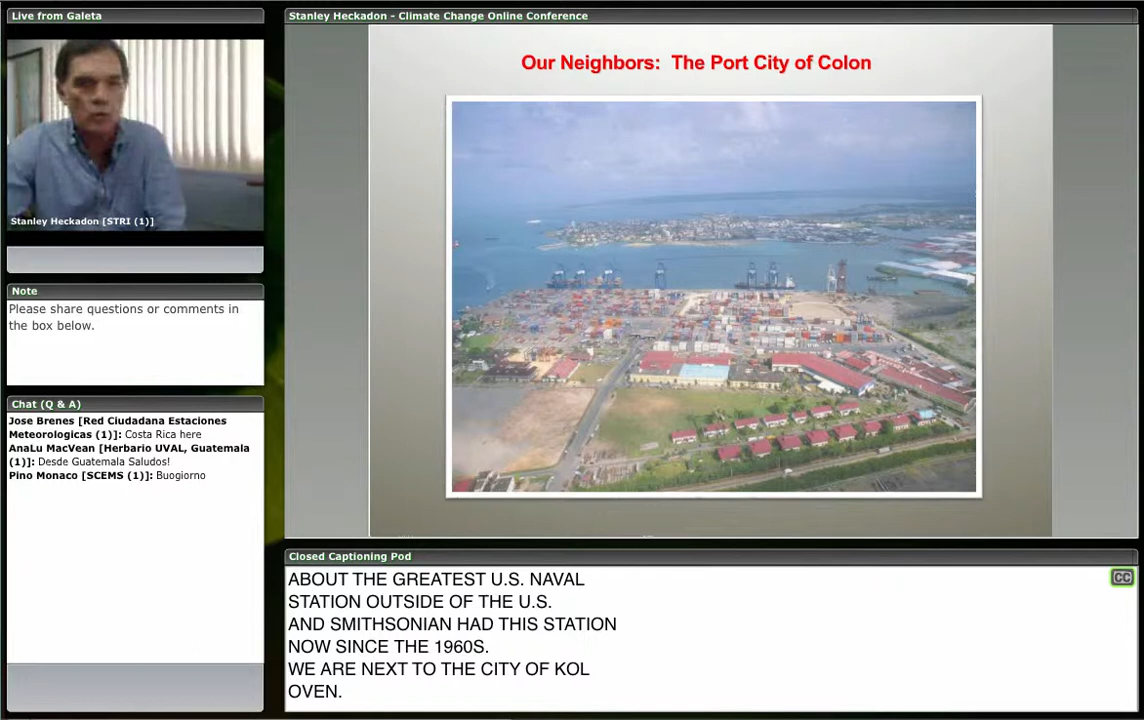 Live from Galeta
Stanley Heckadon [STRI (1)]
Note
Please share questions or comments in
the box below.
Chat (Q & A)
Jose Brenes [Red Ciudadana Estaciones
Meteorologicas (1)]: Costa Rica here
AnaLu MacVean [Herbario UVAL, Guatemala
(1)]: Desde Guatemala Saludos!
Pino Monaco [SCEMS (1)]: Buogiorno
Stanley Heckadon - Climate Change Online Conference
Our Neighbors: The Port City of Colon
Closed Captioning Pod
CC
ABOUT THE GREATEST U.S. NAVAL
STATION OUTSIDE OF THE U.S.
AND SMITHSONIAN HAD THIS STATION
NOW SINCE THE 1960S.
WE ARE NEXT TO THE CITY OF KOL
OVEN.